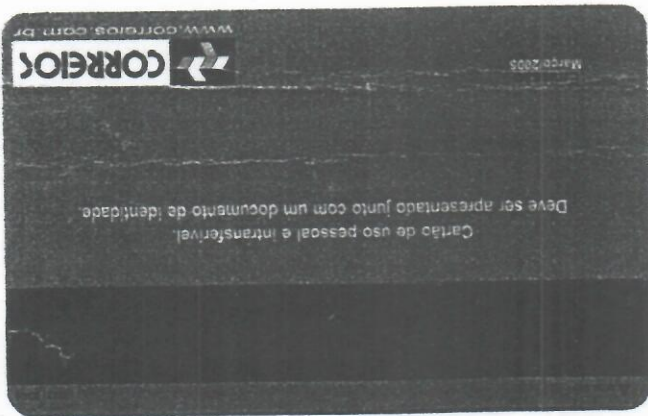 Cartão de uso pessoal e intransferível.
Deve ser apresentado junto com um documento de identidade.
Março/2005
CORREIOS
www.correios.com.br